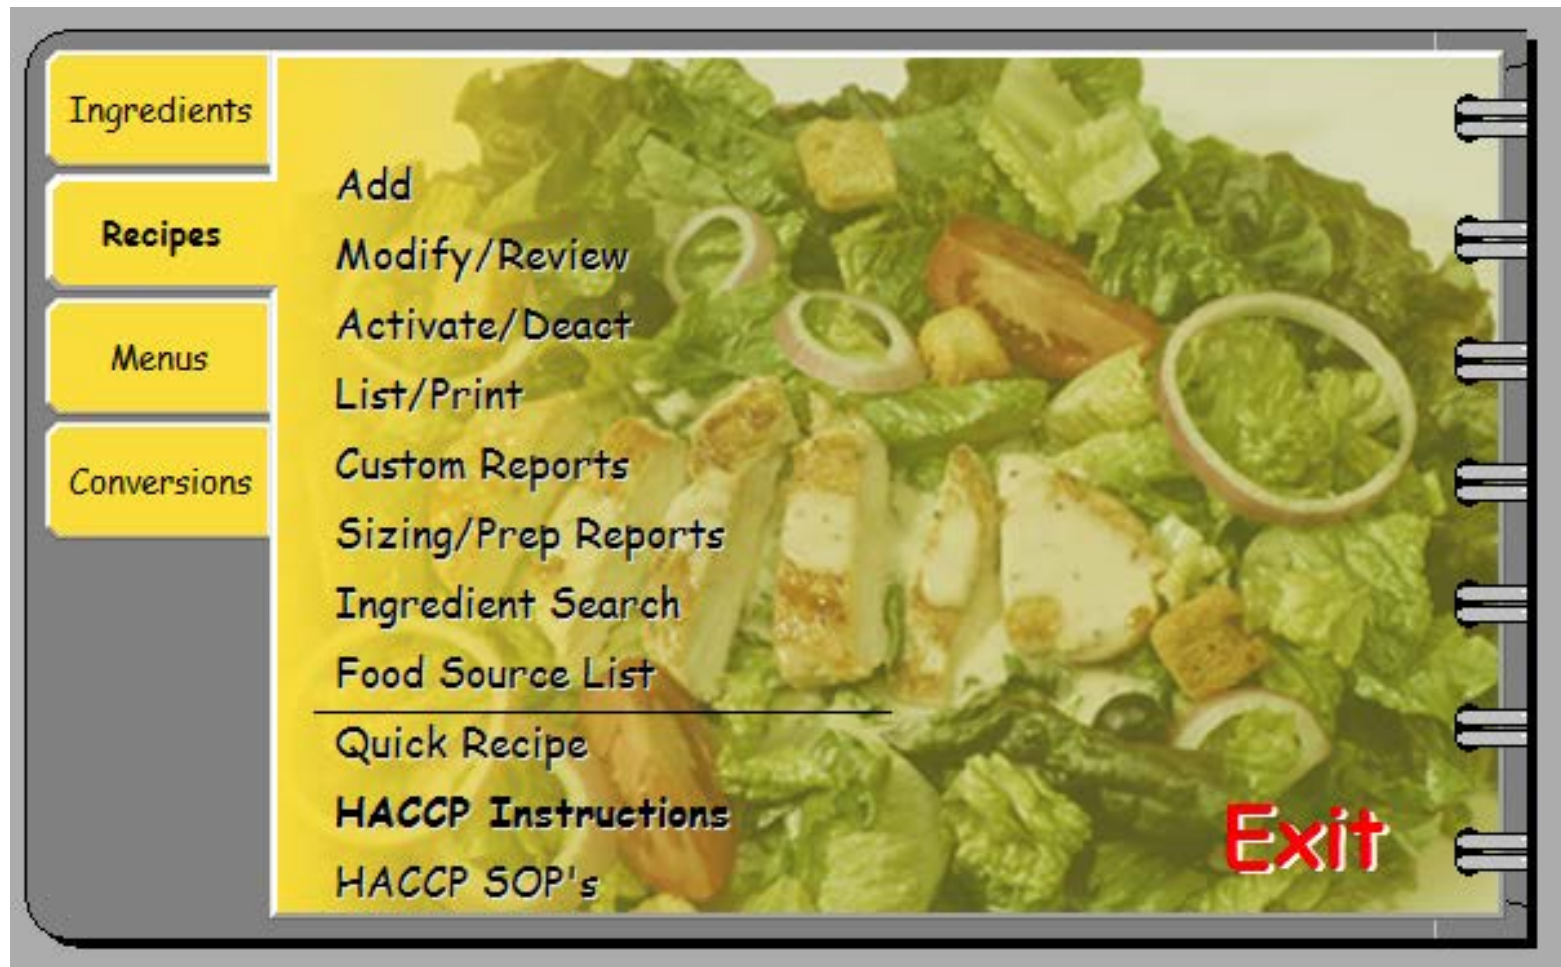 Ingredients
Recipes
Menus
Conversions
Add
Modify/Review
Activate/Deact
List/Print
Custom Reports
Sizing/Prep Reports
Ingredient Search
Food Source List
Quick Recipe
HACCP Instructions
HACCP SOP's
Exit